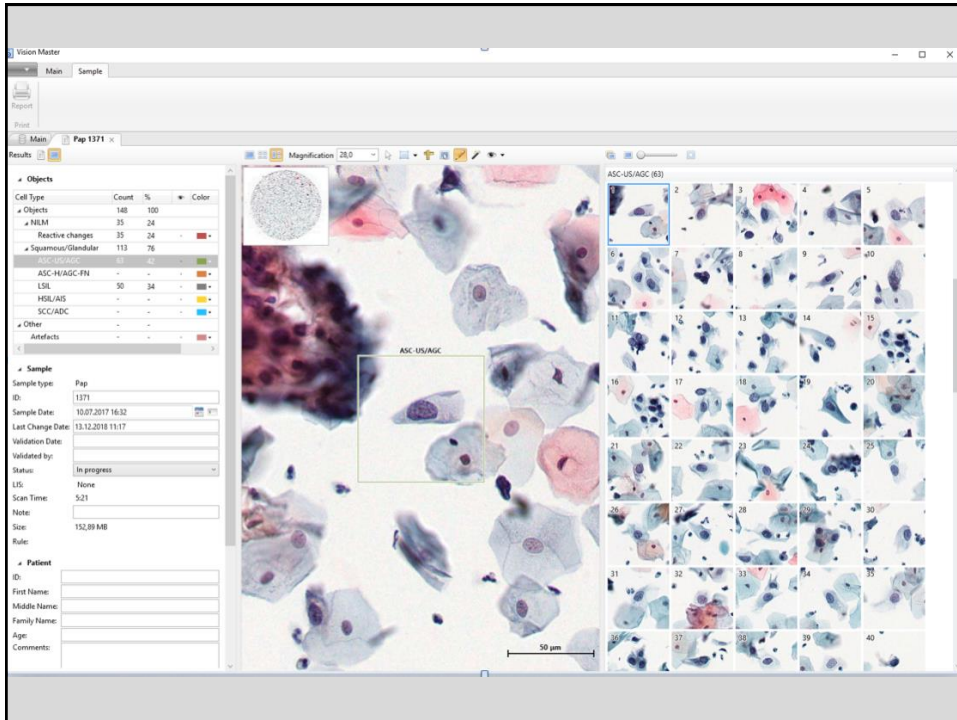 Vision Master
Main Sample
Report
Print
Main Pap 1371
Results
Magnification 28,0
Objects
Cell Type Count % Color
Objects 148 100
NILM 35 24
Reactive changes 35 24 -
Squamous/Glandular 113 76
ASC-US/AGC 63 42 -
ASC-H/AGC-FN - - -
LSIL 50 34 -
HSIL/AIS - - -
SCC/ADC - - -
Other - -
Artefacts - - -
Sample
Sample type: Pap
ID: 1371
Sample Date: 10.07.2017 16:32
Last Change Date: 13.12.2018 11:17
Validation Date:
Validated by:
Status: In progress
LIS: None
Scan Time: 5:21
Note:
Size: 152,89 MB
Rule:
Patient
ID:
First Name:
Middle Name:
Family Name:
Age:
Comments:
ASC-US/AGC
50 µm
ASC-US/AGC (63)
1 2 3 4 5
6 7 8 9 10
11 12 13 14 15
16 17 18 19 20
21 22 23 24 25
26 27 28 29 30
31 32 33 34 35
36 37 38 39 40